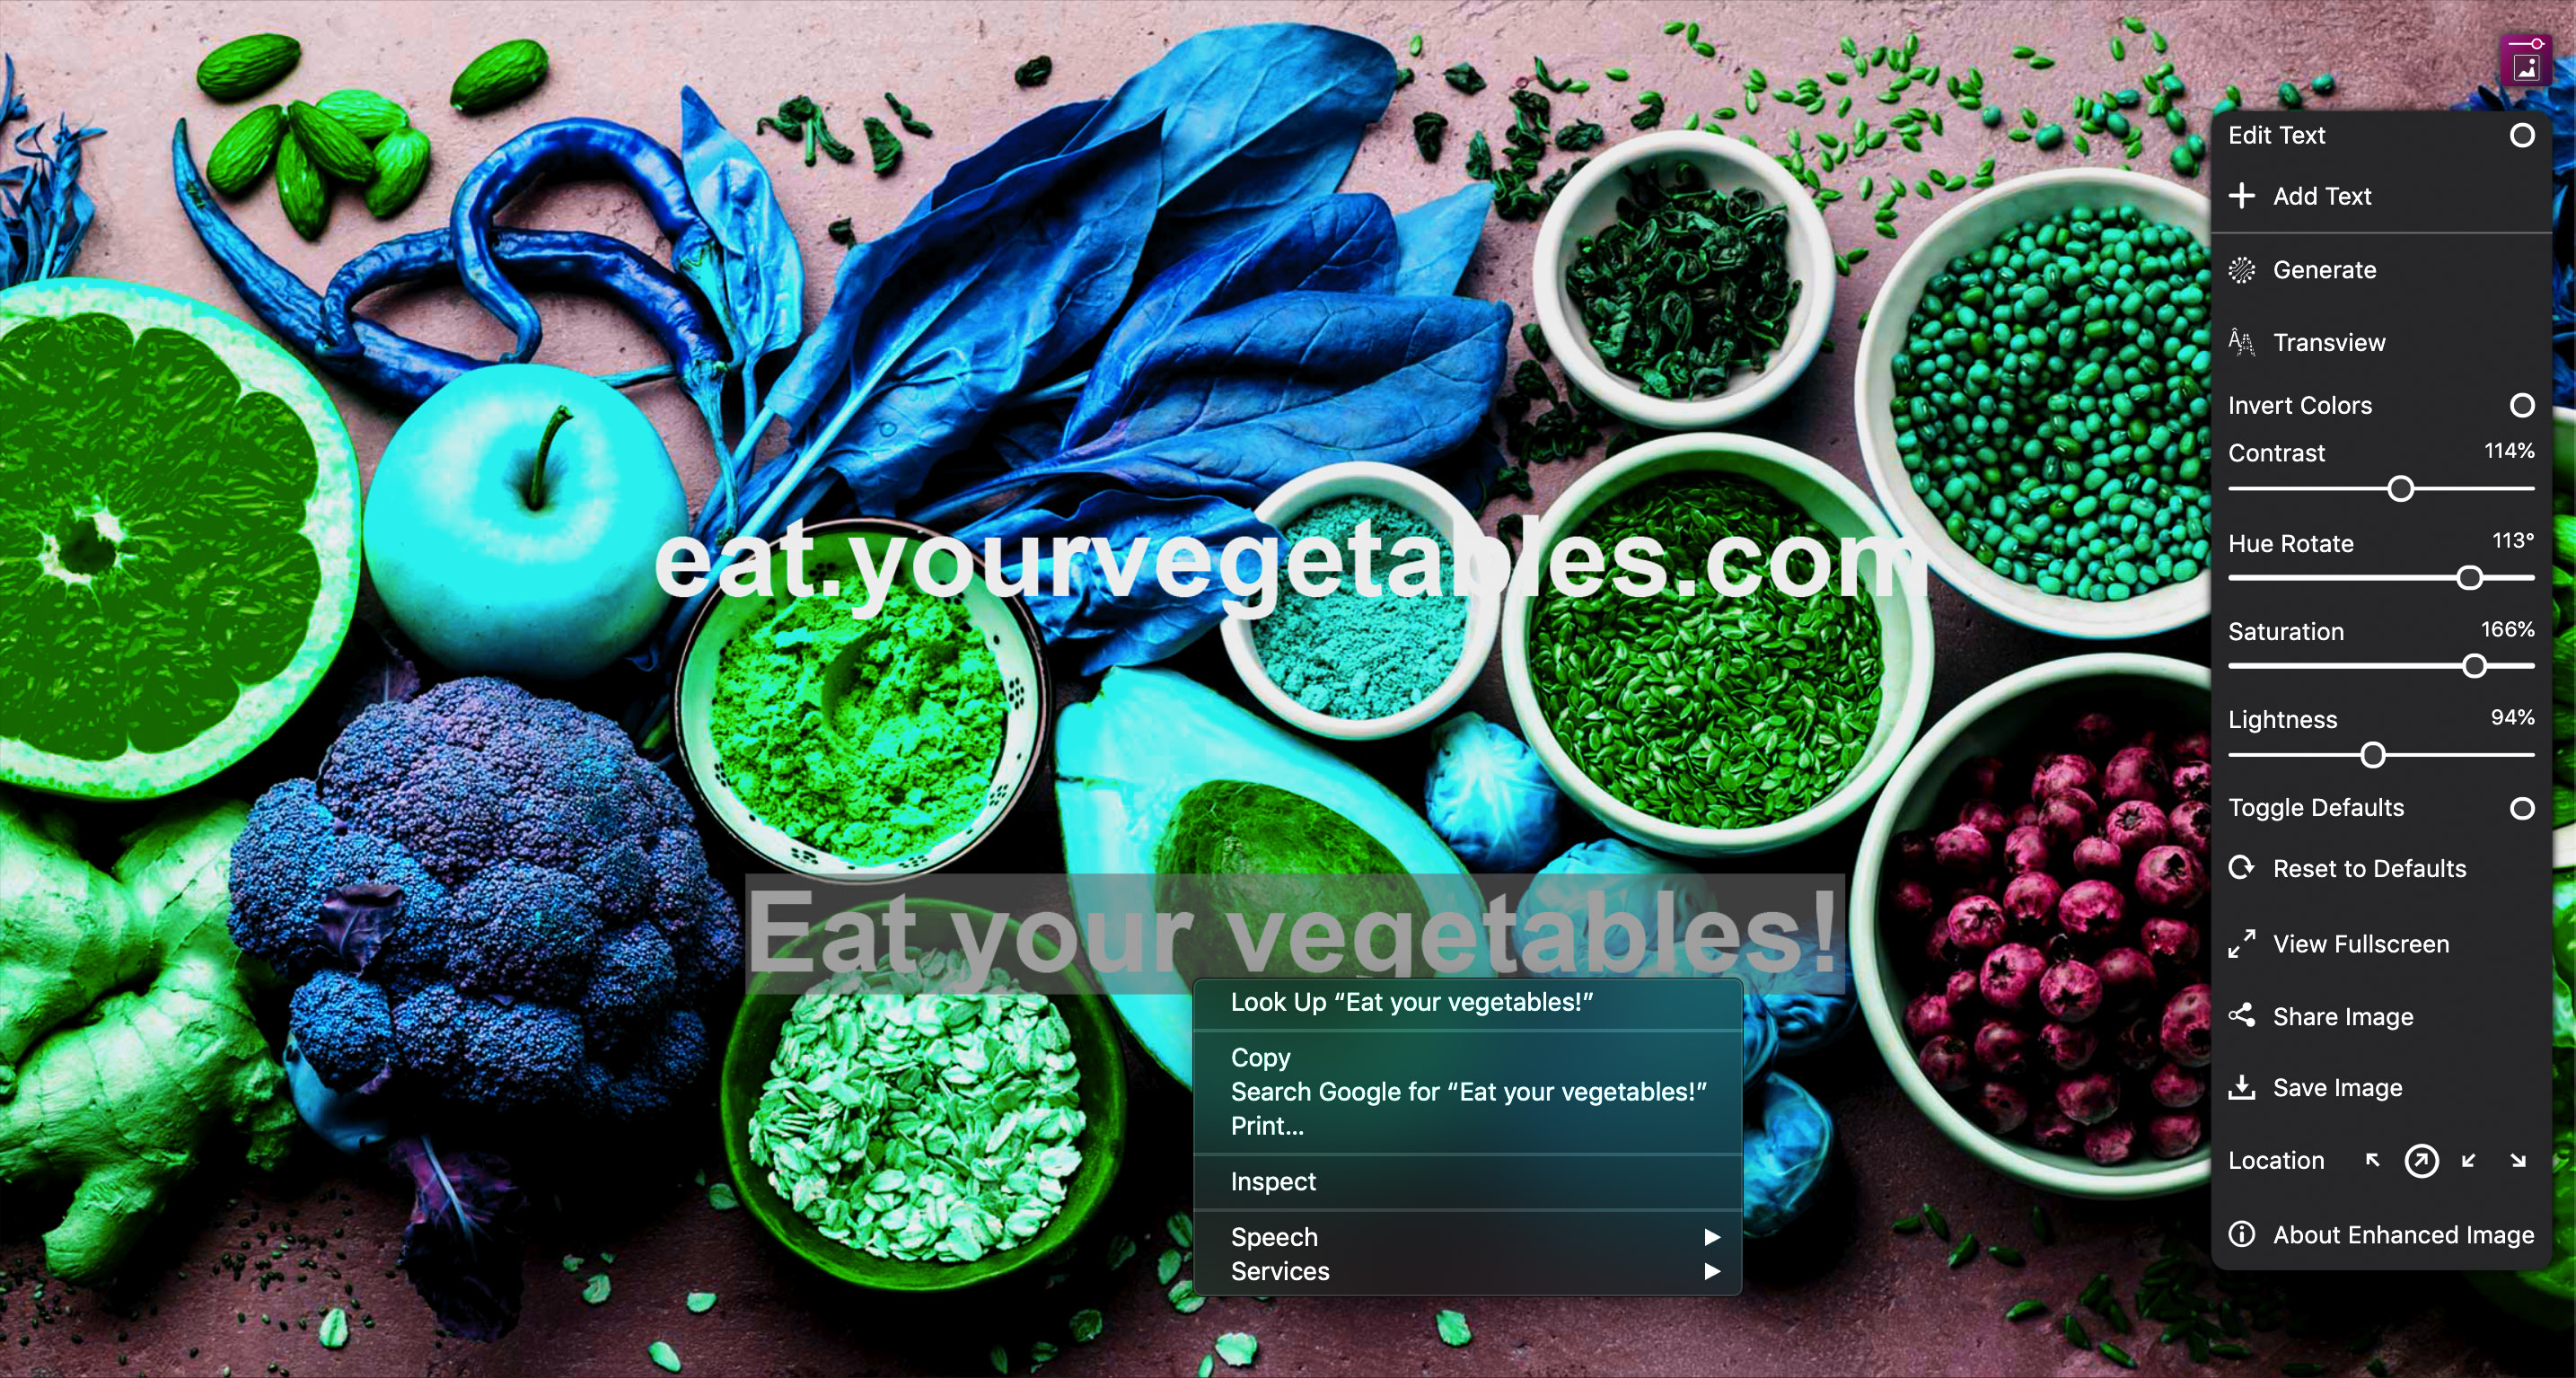 eat.yourvegetables.com
Eat your vegetables!
Look Up “Eat your vegetables!”
Copy
Search Google for “Eat your vegetables!”
Print...
Inspect
Speech
Services
Edit Text
Add Text
Generate
Transview
Invert Colors
Contrast 114%
Hue Rotate 113°
Saturation 166%
Lightness 94%
Toggle Defaults
Reset to Defaults
View Fullscreen
Share Image
Save Image
Location
About Enhanced Image